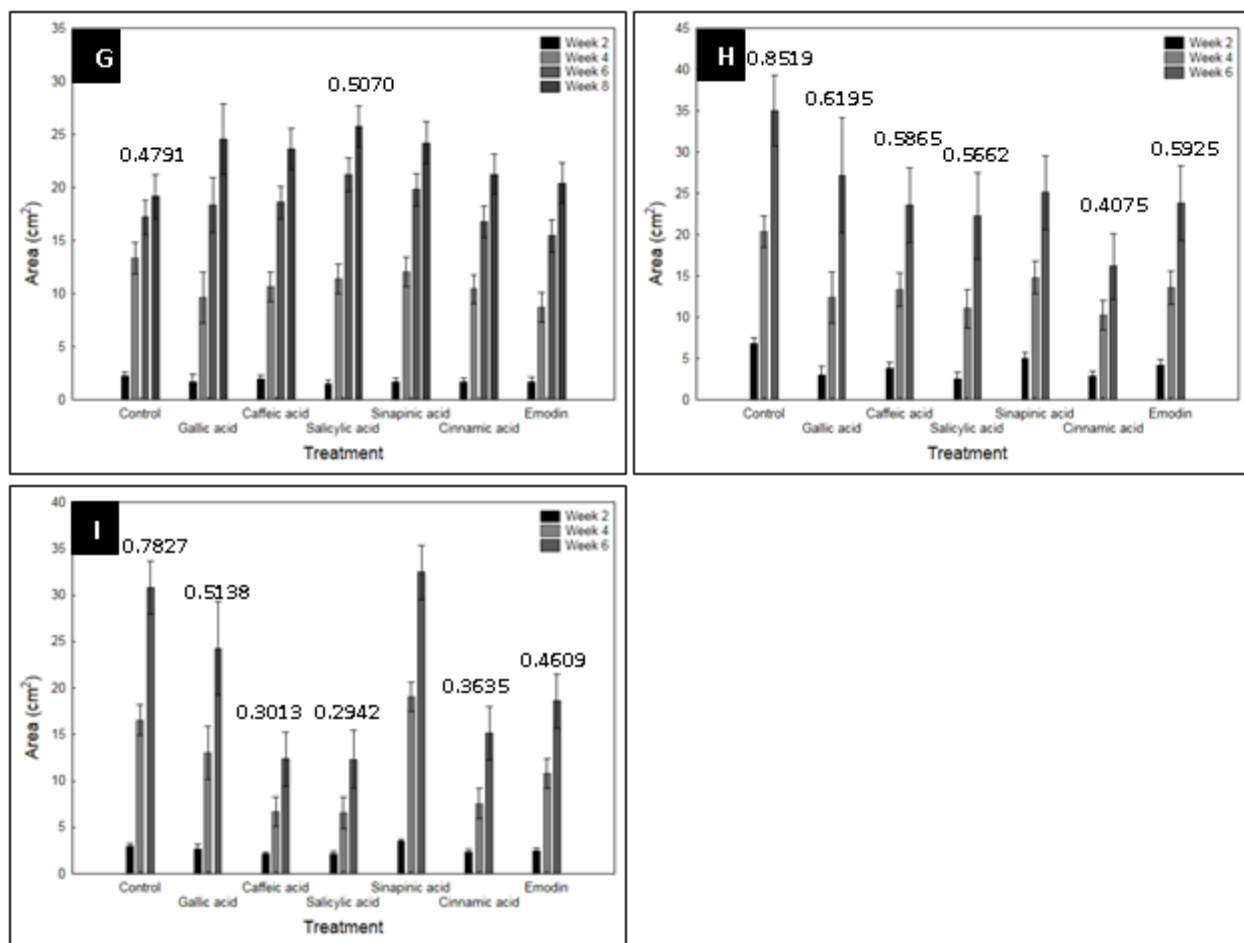 G
Week 2
Week 4
Week 6
Week 8
0.4791
0.5070
35
30
25
20
15
10
5
0
Area (cm²)
Control
Gallic acid
Caffeic acid
Salicylic acid
Sinapinic acid
Cinnamic acid
Emodin
Treatment
H
Week 2
Week 4
Week 6
0.8519
0.6195
0.5865
0.5662
0.4075
0.5925
45
40
35
30
25
20
15
10
5
0
Area (cm²)
Control
Gallic acid
Caffeic acid
Salicylic acid
Sinapinic acid
Cinnamic acid
Emodin
Treatment
I
Week 2
Week 4
Week 6
0.7827
0.5138
0.3013
0.2942
0.3635
0.4609
40
35
30
25
20
15
10
5
0
Area (cm²)
Control
Gallic acid
Caffeic acid
Salicylic acid
Sinapinic acid
Cinnamic acid
Emodin
Treatment